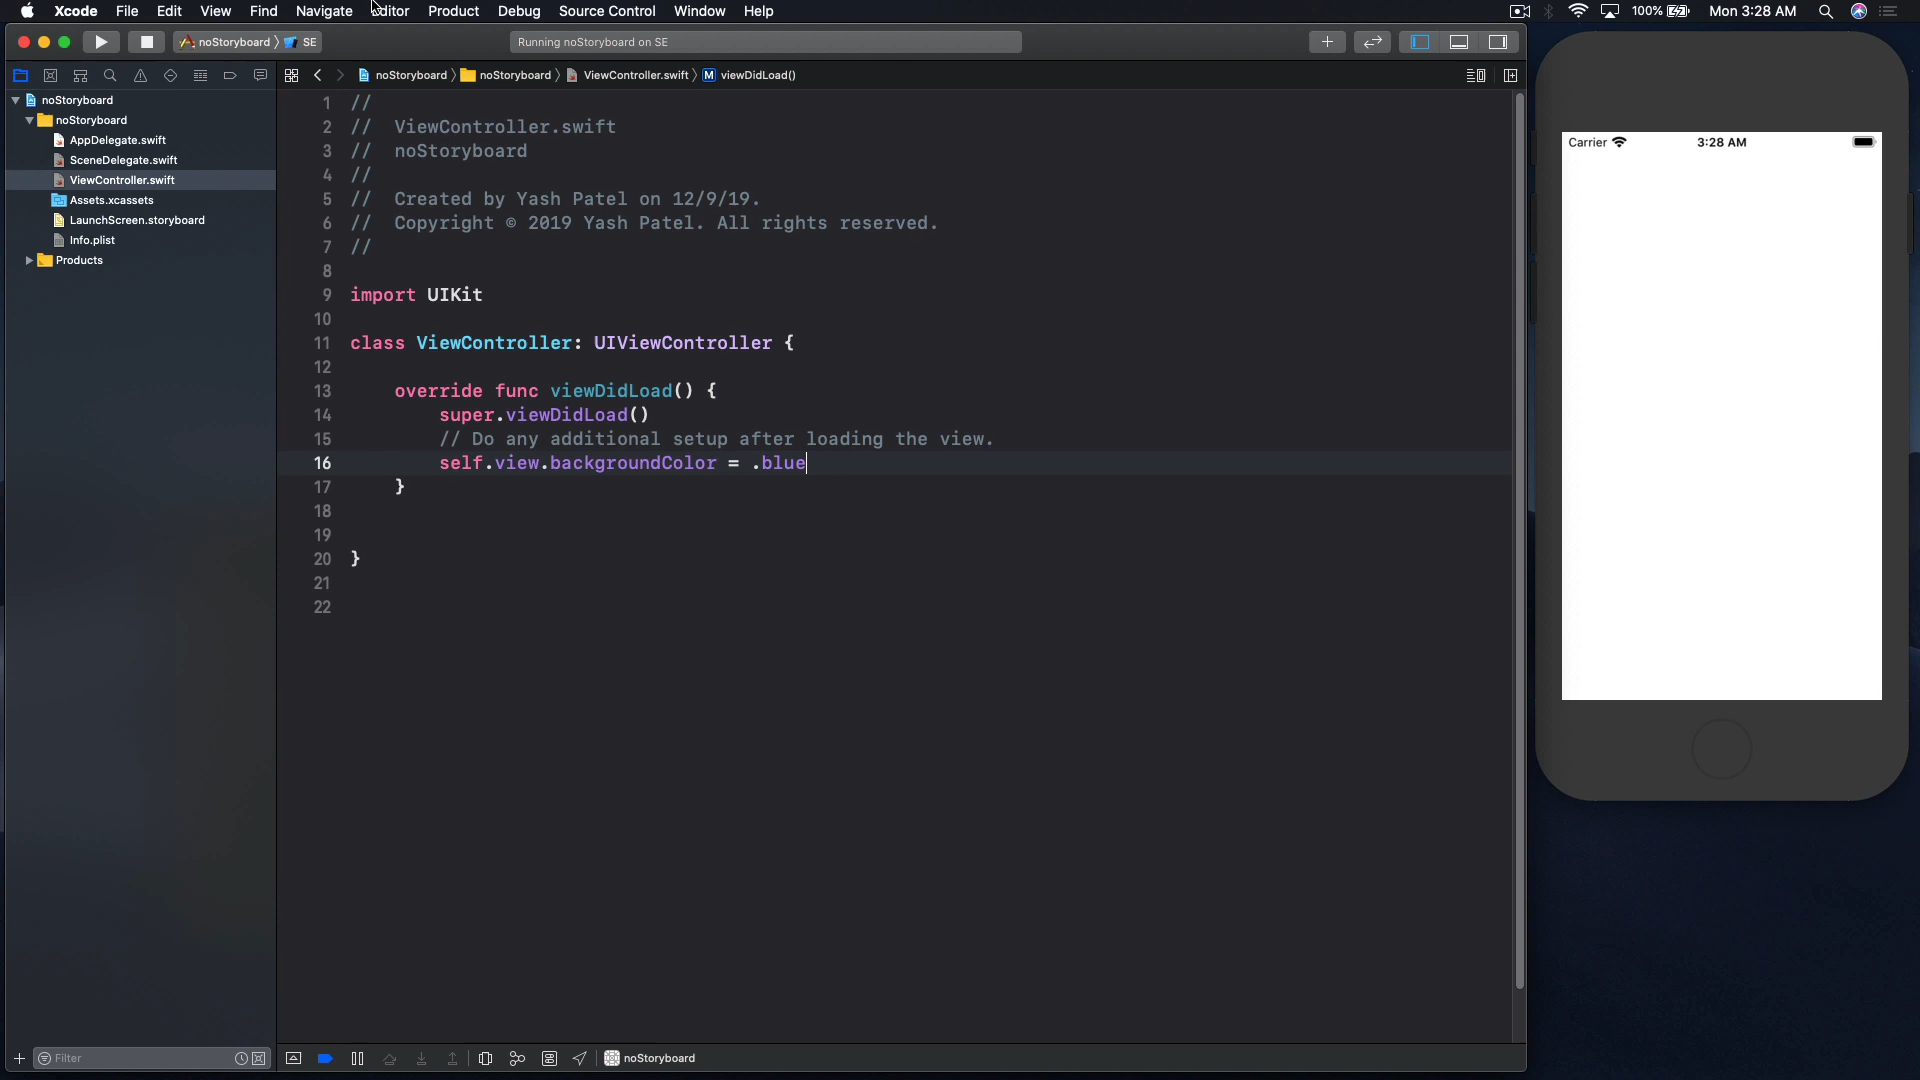 Xcode File Edit View Find Navigate Editor Product Debug Source Control Window Help 100% Mon 3:28 AM
noStoryboard SE Running noStoryboard on SE
noStoryboard noStoryboard ViewController.swift M viewDidLoad()
noStoryboard
noStoryboard
AppDelegate.swift
SceneDelegate.swift
ViewController.swift
Assets.xcassets
LaunchScreen.storyboard
Info.plist
Products
1 //
2 // ViewController.swift
3 // noStoryboard
4 //
5 // Created by Yash Patel on 12/9/19.
6 // Copyright © 2019 Yash Patel. All rights reserved.
7 //
8
9 import UIKit
10
11 class ViewController: UIViewController {
12
13 override func viewDidLoad() {
14 super.viewDidLoad()
15 // Do any additional setup after loading the view.
16 self.view.backgroundColor = .blue
17 }
18
19
20 }
21
22
Carrier 3:28 AM
Filter
noStoryboard